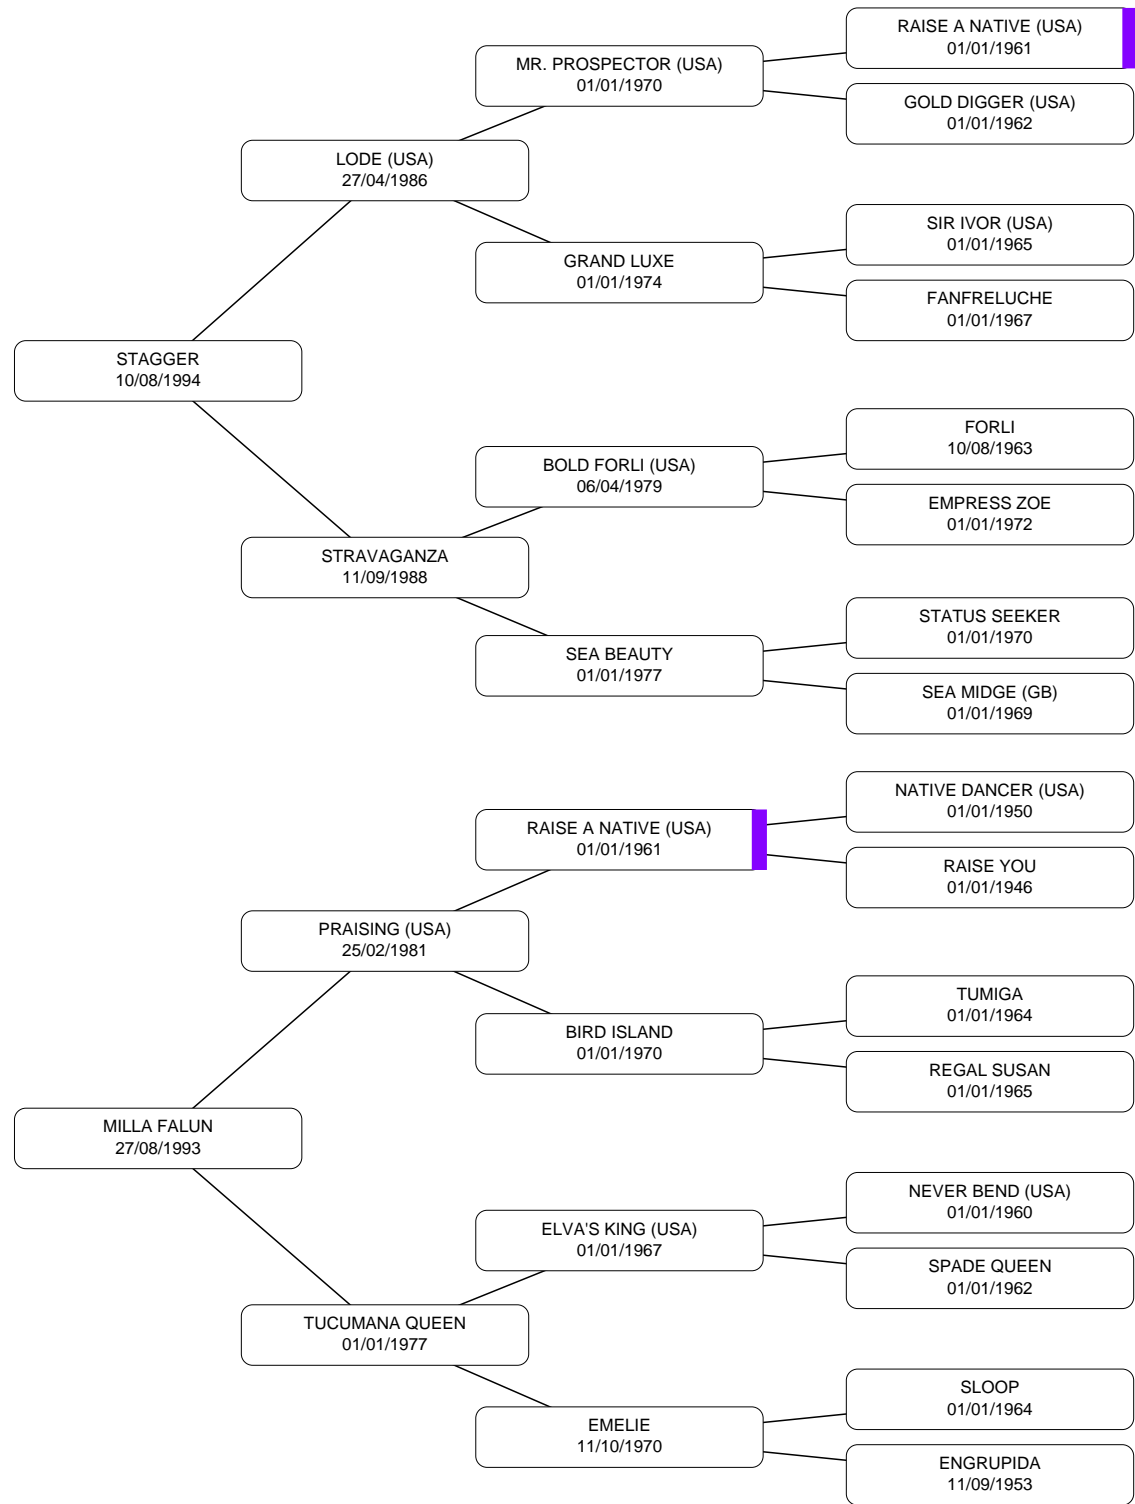 RAISE A NATIVE (USA)
01/01/1961
MR. PROSPECTOR (USA)
01/01/1970
GOLD DIGGER (USA)
01/01/1962
LODE (USA)
27/04/1986
SIR IVOR (USA)
01/01/1965
GRAND LUXE
01/01/1974
FANFRELUCHE
01/01/1967
STAGGER
10/08/1994
FORLI
10/08/1963
BOLD FORLI (USA)
06/04/1979
EMPRESS ZOE
01/01/1972
STRAVAGANZA
11/09/1988
STATUS SEEKER
01/01/1970
SEA BEAUTY
01/01/1977
SEA MIDGE (GB)
01/01/1969
NATIVE DANCER (USA)
01/01/1950
RAISE A NATIVE (USA)
01/01/1961
RAISE YOU
01/01/1946
PRAISING (USA)
25/02/1981
TUMIGA
01/01/1964
BIRD ISLAND
01/01/1970
REGAL SUSAN
01/01/1965
MILLA FALUN
27/08/1993
NEVER BEND (USA)
01/01/1960
ELVA'S KING (USA)
01/01/1967
SPADE QUEEN
01/01/1962
TUCUMANA QUEEN
01/01/1977
SLOOP
01/01/1964
EMELIE
11/10/1970
ENGRUPIDA
11/09/1953